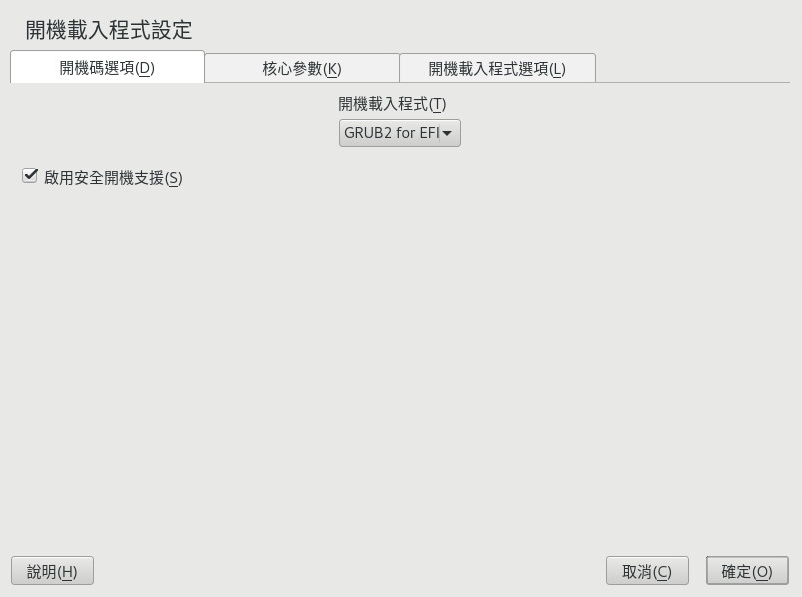 開機載入程式設定
開機碼選項(D)
核心參數(K)
開機載入程式選項(L)
開機載入程式(T)
GRUB2 for EFI
啟用安全開機支援(S)
說明(H)
取消(C)
確定(O)